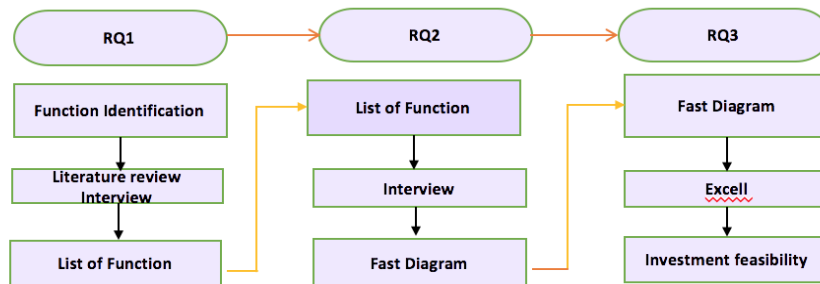 RQ1
RQ2
RQ3
Function Identification
List of Function
Fast Diagram
Literature review
Interview
Interview
Excell
List of Function
Fast Diagram
Investment feasibility